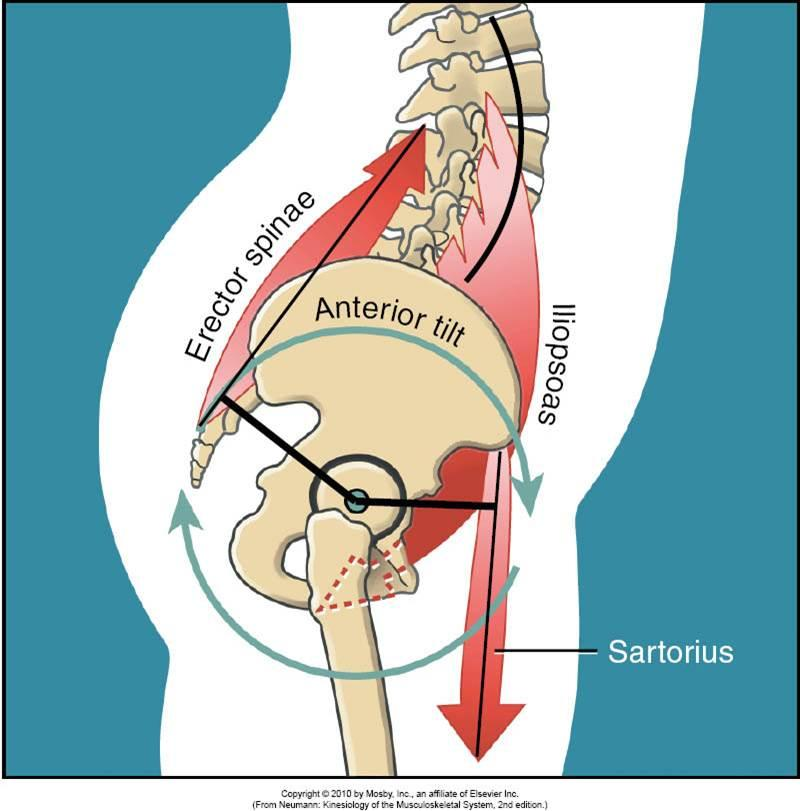 Erector spinae
Anterior tilt
Iliopsoas
Sartorius
Copyright © 2010 by Mosby, Inc., an affiliate of Elsevier Inc.
(From Neumann: Kinesiology of the Musculoskeletal System, 2nd edition.)